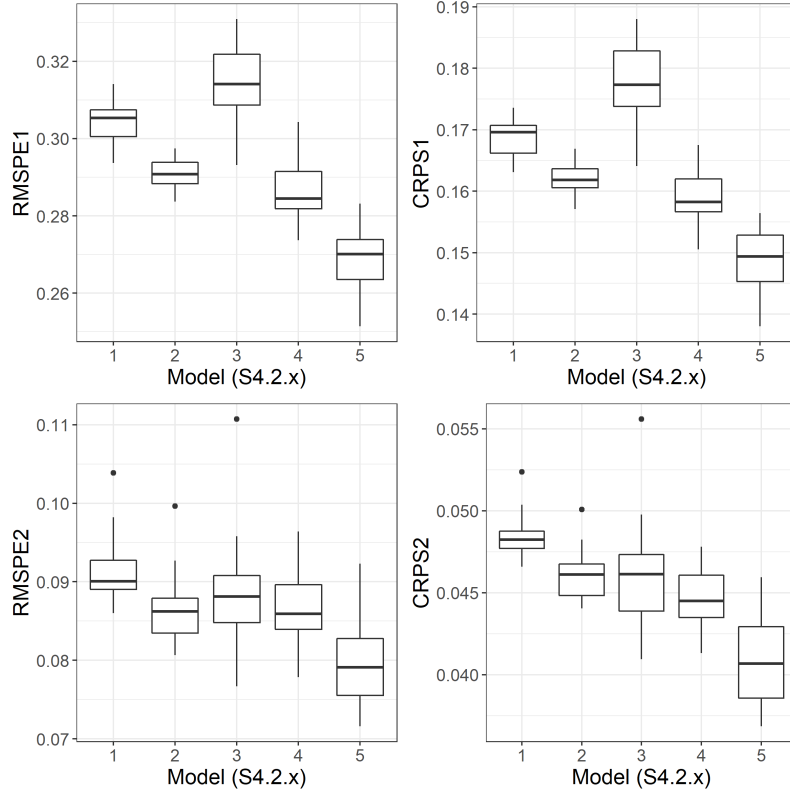 RMSPE1
0.32
0.30
0.28
0.26
1 2 3 4 5
Model (S4.2.x)
CRPS1
0.19
0.18
0.17
0.16
0.15
0.14
1 2 3 4 5
Model (S4.2.x)
RMSPE2
0.11
0.10
0.09
0.08
0.07
1 2 3 4 5
Model (S4.2.x)
CRPS2
0.055
0.050
0.045
0.040
1 2 3 4 5
Model (S4.2.x)